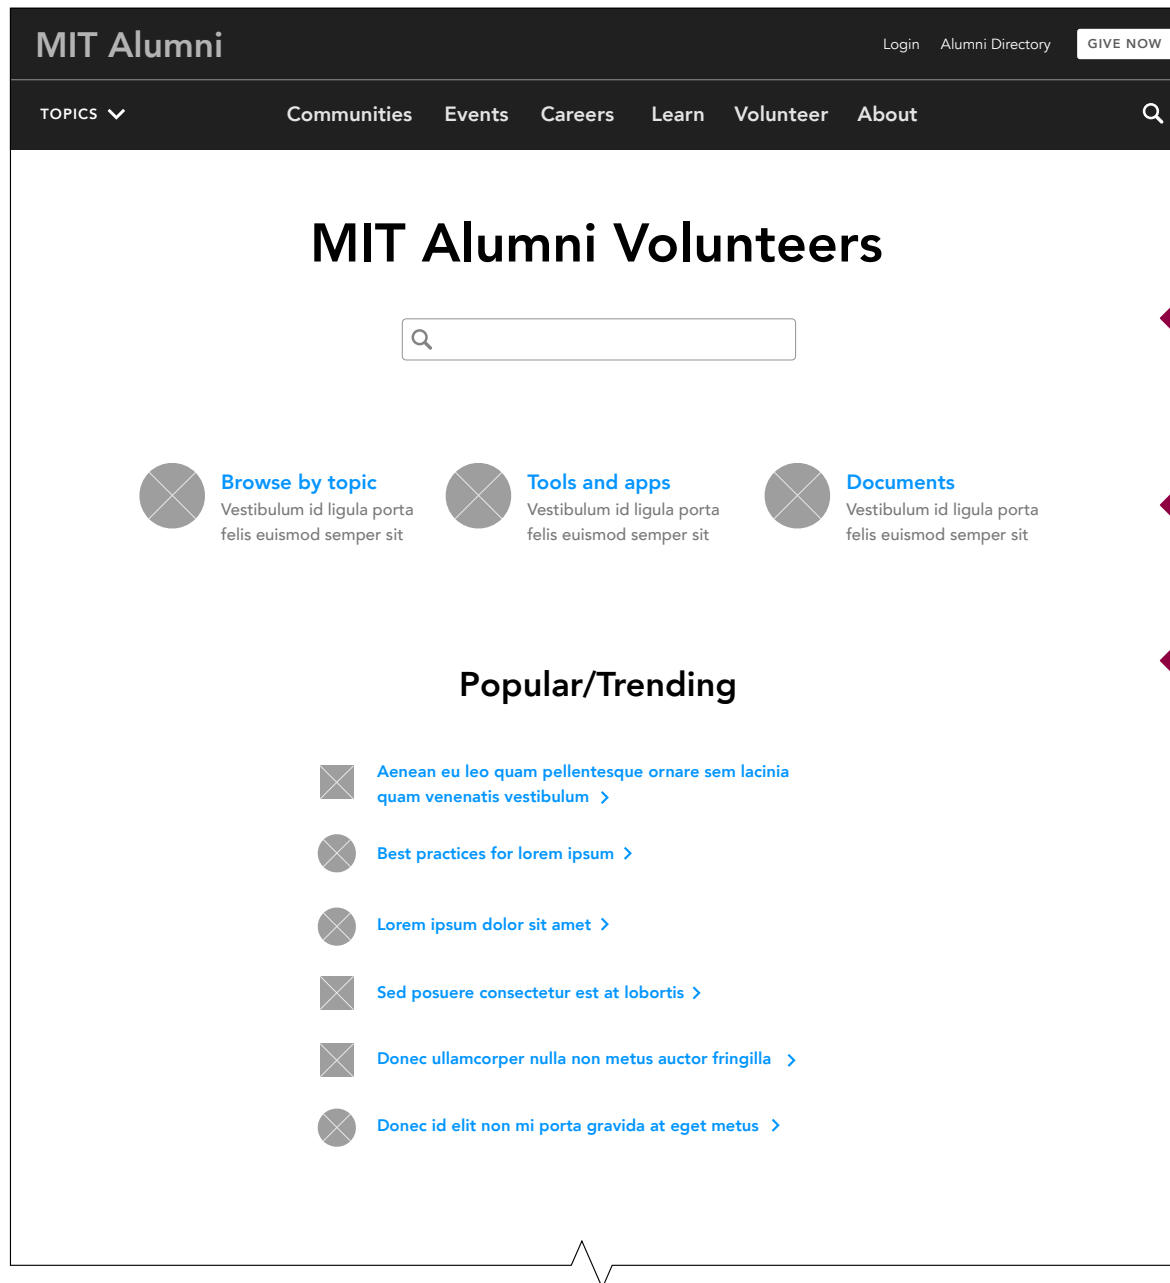 MIT Alumni
Login Alumni Directory GIVE NOW
TOPICS Communities Events Careers Learn Volunteer About
MIT Alumni Volunteers
Browse by topic
Vestibulum id ligula porta
felis euismod semper sit
Tools and apps
Vestibulum id ligula porta
felis euismod semper sit
Documents
Vestibulum id ligula porta
felis euismod semper sit
Popular/Trending
Aenean eu leo quam pellentesque ornare sem lacinia
quam venenatis vestibulum
Best practices for lorem ipsum
Lorem ipsum dolor sit amet
Sed posuere consectetur est at lobortis
Donec ullamcorper nulla non metus auctor fringilla
Donec id elit non mi porta gravida at eget metus